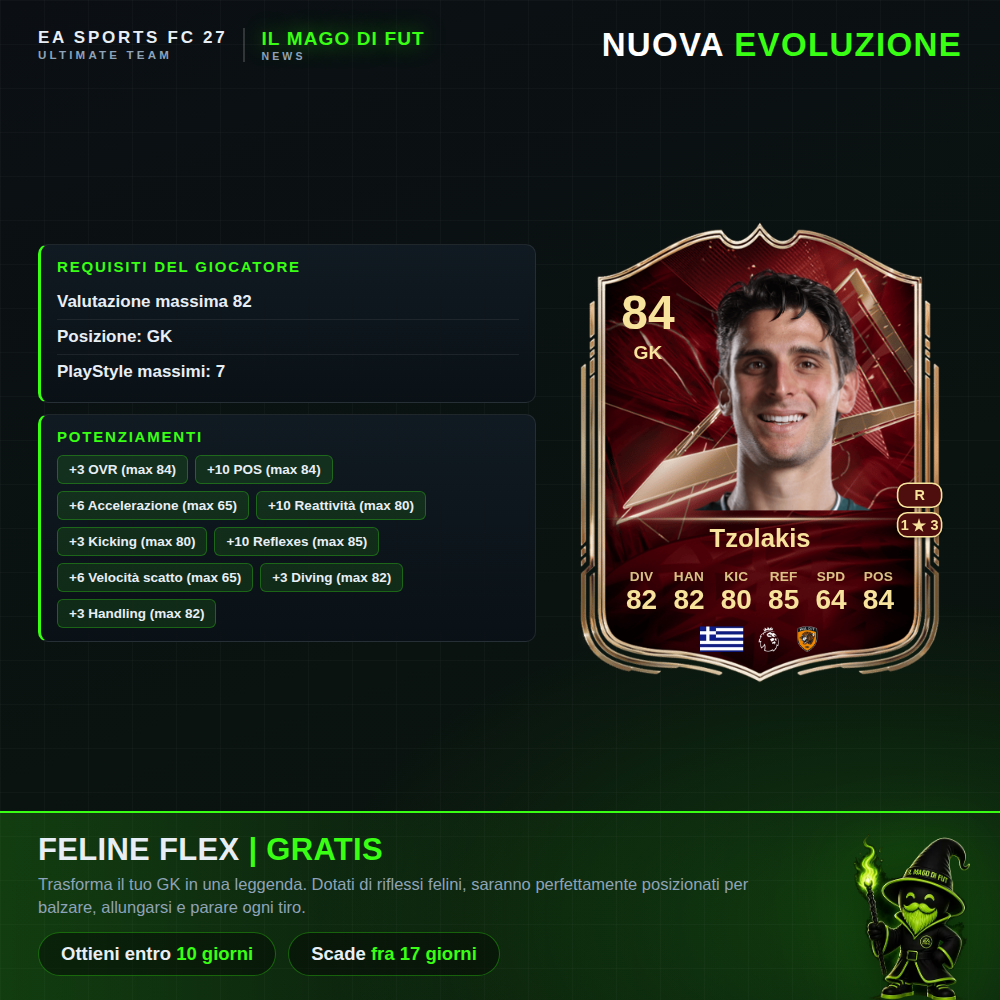 EA SPORTS FC 27
ULTIMATE TEAM
IL MAGO DI FUT
NEWS
NUOVA EVOLUZIONE
REQUISITI DEL GIOCATORE
Valutazione massima 82
Posizione: GK
PlayStyle massimi: 7
POTENZIAMENTI
+3 OVR (max 84)
+10 POS (max 84)
+6 Accelerazione (max 65)
+10 Reattività (max 80)
+3 Kicking (max 80)
+10 Reflexes (max 85)
+6 Velocità scatto (max 65)
+3 Diving (max 82)
+3 Handling (max 82)
84
GK
R
1 ★ 3
Tzolakis
DIV HAN KIC REF SPD POS
82 82 80 85 64 84
FELINE FLEX | GRATIS
Trasforma il tuo GK in una leggenda. Dotati di riflessi felini, saranno perfettamente posizionati per
balzare, allungarsi e parare ogni tiro.
Ottieni entro 10 giorni
Scade fra 17 giorni
IL MAGO DI FUT